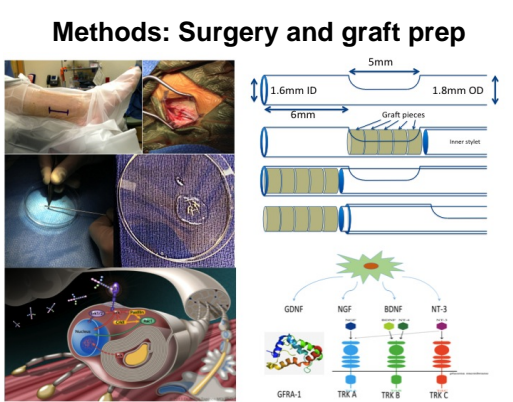 Methods: Surgery and graft prep
5mm
1.6mm ID
1.8mm OD
6mm
Graft pieces
Inner stylet
GDNF
NGF
BDNF
NT-3
GFRA-1
TRK A
TRK B
TRK C